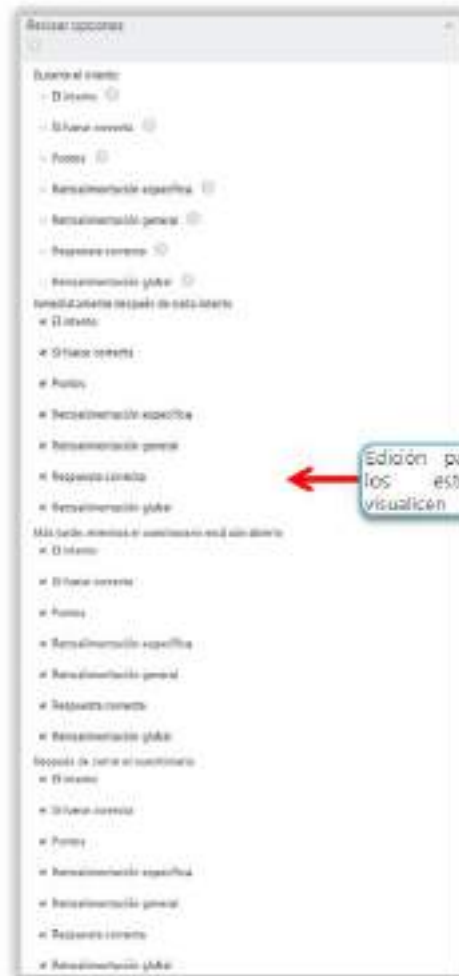 Revisar opciones
Durante el intento
El intento
Si fuese correcta
Puntos
Retroalimentación específica
Retroalimentación general
Respuesta correcta
Retroalimentación global
Inmediatamente después de cada intento
El intento
Si fuese correcta
Puntos
Retroalimentación específica
Retroalimentación general
Respuesta correcta
Retroalimentación global
Edición pa
los est
visualicen
Más tarde, mientras el cuestionario está aún abierto
El intento
Si fuese correcta
Puntos
Retroalimentación específica
Retroalimentación general
Respuesta correcta
Retroalimentación global
Después de cerrar el cuestionario
El intento
Si fuese correcta
Puntos
Retroalimentación específica
Retroalimentación general
Respuesta correcta
Retroalimentación global